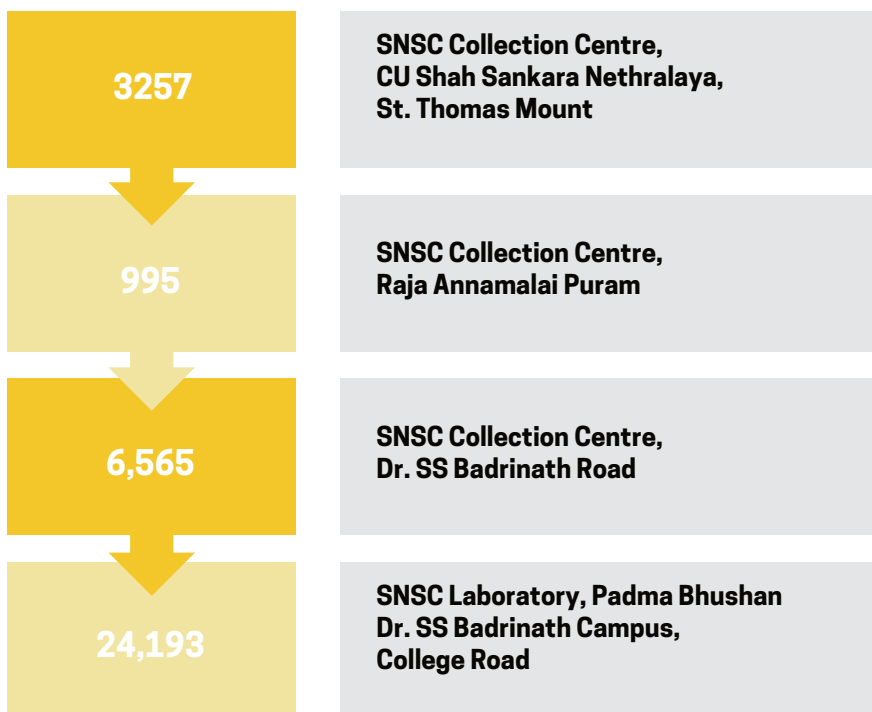 3257
SNSC Collection Centre,
CU Shah Sankara Nethralaya,
St. Thomas Mount
995
SNSC Collection Centre,
Raja Annamalai Puram
6,565
SNSC Collection Centre,
Dr. SS Badrinath Road
24,193
SNSC Laboratory, Padma Bhushan
Dr. SS Badrinath Campus,
College Road